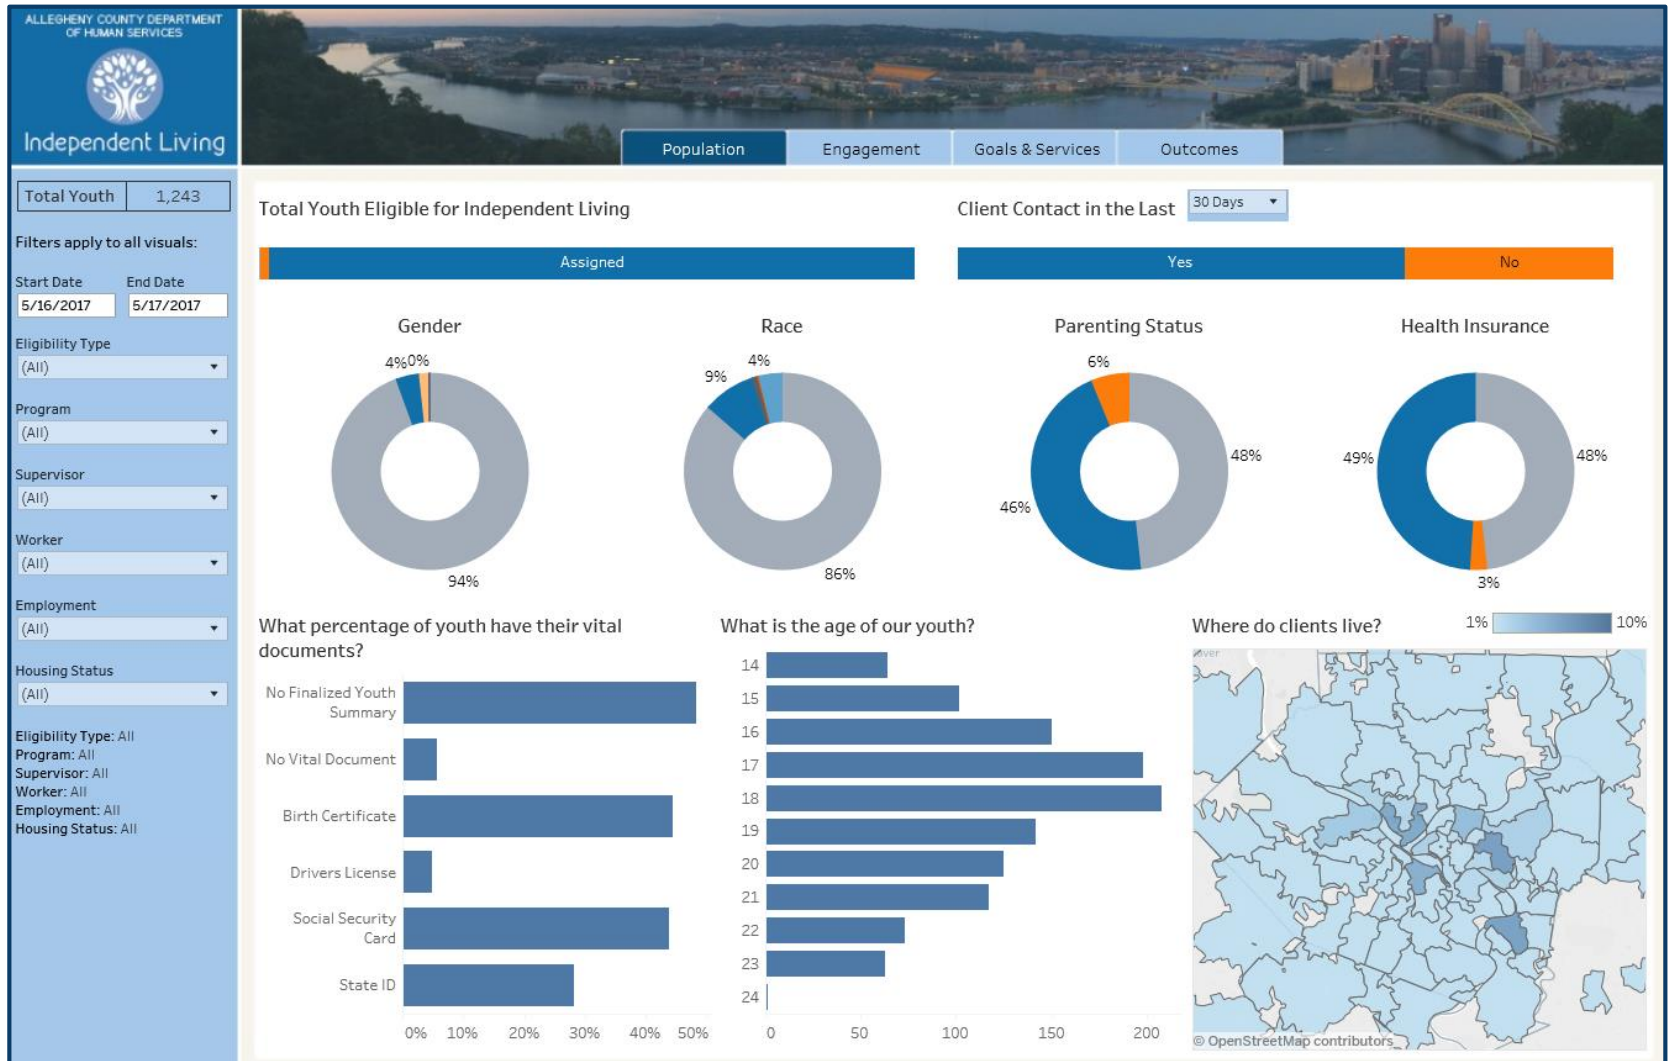 ALLEGHENY COUNTY DEPARTMENT
OF HUMAN SERVICES
Independent Living
Population
Engagement
Goals & Services
Outcomes
Total Youth
1,243
Filters apply to all visuals:
Start Date
End Date
5/16/2017
5/17/2017
Eligibility Type
(All)
Program
(All)
Supervisor
(All)
Worker
(All)
Employment
(All)
Housing Status
(All)
Eligibility Type: All
Program: All
Supervisor: All
Worker: All
Employment: All
Housing Status: All
Total Youth Eligible for Independent Living
Assigned
Client Contact in the Last
30 Days
Yes
No
Gender
4%
0%
94%
Race
9%
4%
86%
Parenting Status
6%
48%
46%
Health Insurance
49%
48%
3%
What percentage of youth have their vital
documents?
No Finalized Youth
Summary
No Vital Document
Birth Certificate
Drivers License
Social Security
Card
State ID
0%
10%
20%
30%
40%
50%
What is the age of our youth?
14
15
16
17
18
19
20
21
22
23
24
0
50
100
150
200
Where do clients live?
1%
10%
© OpenStreetMap contributors